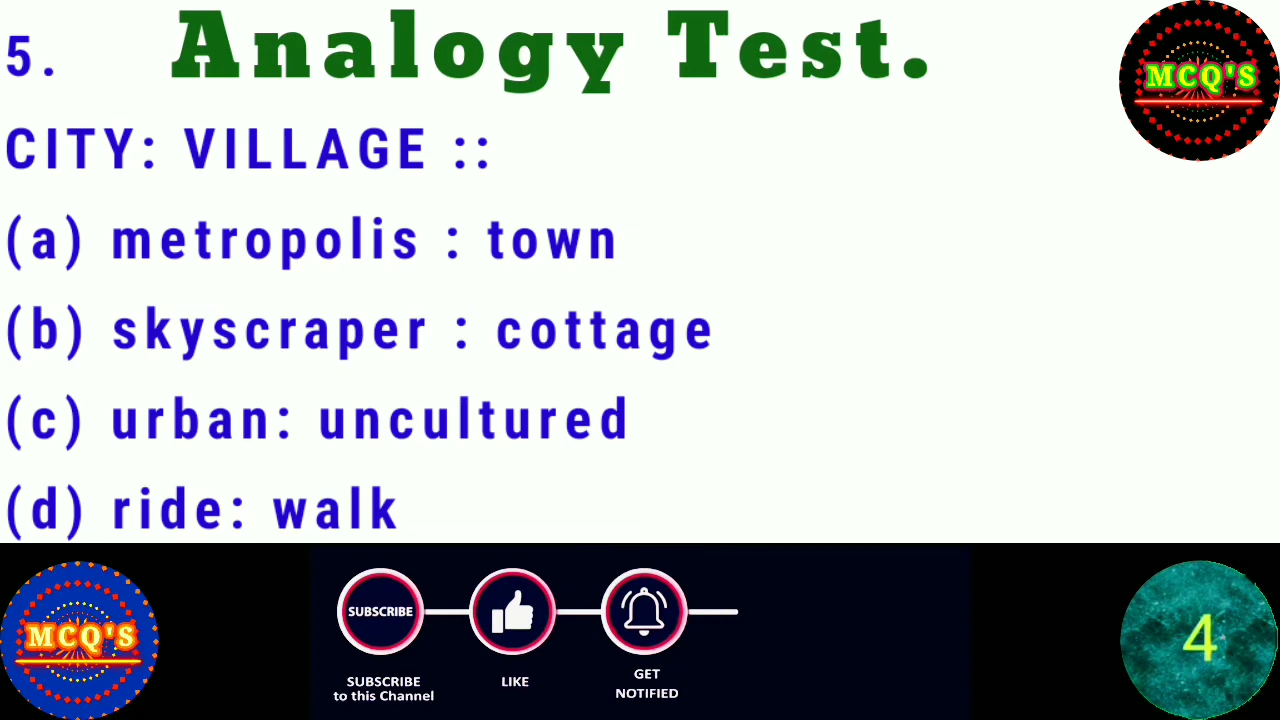 5. Analogy Test.
MCQ'S
CITY: VILLAGE ::
(a) metropolis : town
(b) skyscraper : cottage
(c) urban: uncultured
(d) ride: walk
MCQ'S
SUBSCRIBE
SUBSCRIBE
to this Channel
LIKE
GET
NOTIFIED
4